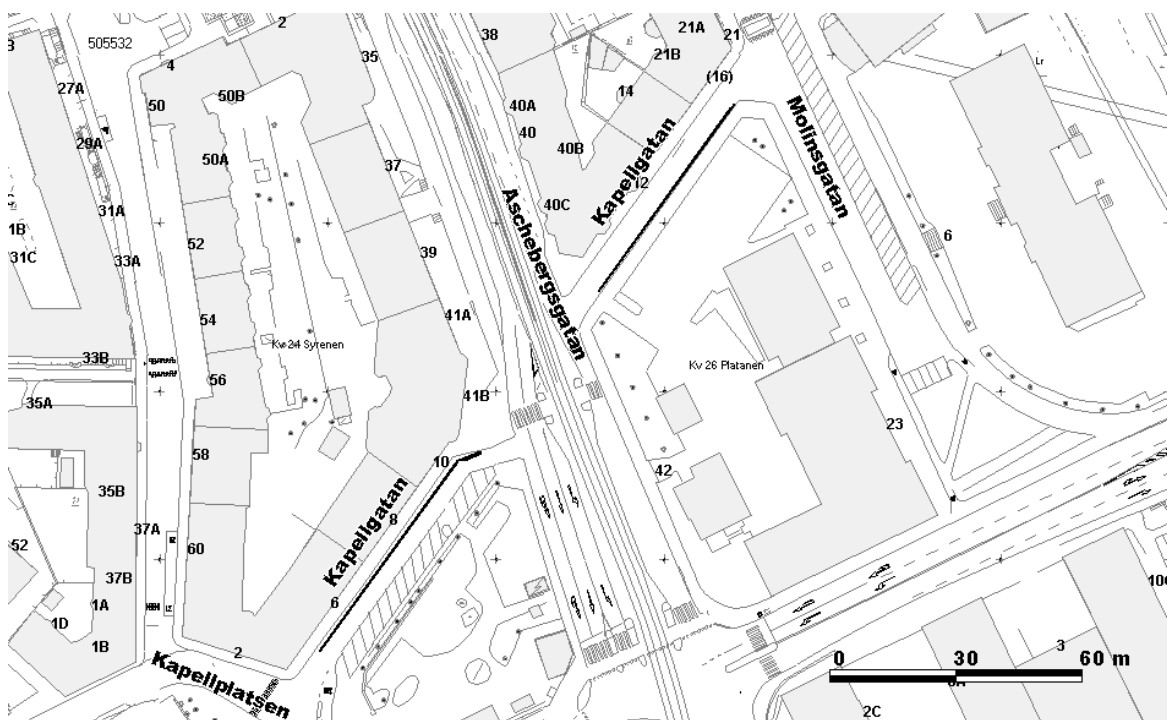 2
38
21A
21
505532
35
21B
4
27A
(16)
14
50
50B
40A
Molinsgatan
40
29A
40B
50A
37
Kapellgatan
12
31A
40C
1B
52
6
31C
33A
39
Aschebergsgatan
54
41A
Kv 24 Syrenen
33B
56
Kv 26 Platanen
41B
35A
23
58
10
42
35B
Kapellgatan
8
37A
52
60
37B
6
1A
1D
1B
2
Kapellplatsen
3
0 30 60 m
2C